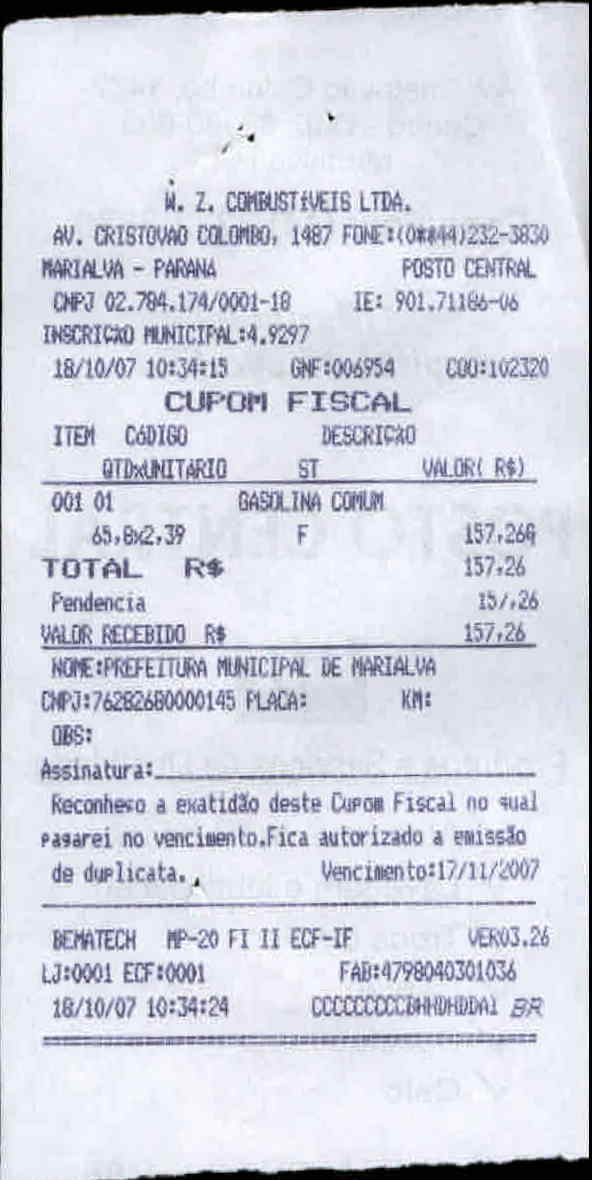 W. Z. COMBUSTíVEIS LTDA.
AV. CRISTOVAO COLOMBO, 1487 FONE:(0**44)232-3830
MARIALVA - PARANA POSTO CENTRAL
CNPJ 02.784.174/0001-18 IE: 901.71186-06
INSCRIÇãO MUNICIPAL:4.9297
18/10/07 10:34:15 GNF:006954 COO:102320
CUPOM FISCAL
ITEM CóDIGO DESCRIÇãO
QTDxUNITáRIO ST VALOR( R$)
001 01 GASOLINA COMUM
65,8x2,39 F 157,26
TOTAL R$ 157,26
Pendencia 157,26
VALOR RECEBIDO R$ 157,26
NOME:PREFEITURA MUNICIPAL DE MARIALVA
CNPJ:76282680000145 PLACA: KM:
OBS:
Assinatura:
Reconheço a exatidão deste Cupom Fiscal no qual
pagarei no vencimento.Fica autorizado a emissão
de duplicata. Vencimento:17/11/2007
BEMATECH MP-20 FI II ECF-IF VER03.26
LJ:0001 ECF:0001 FAB:4798040301036
18/10/07 10:34:24 BR